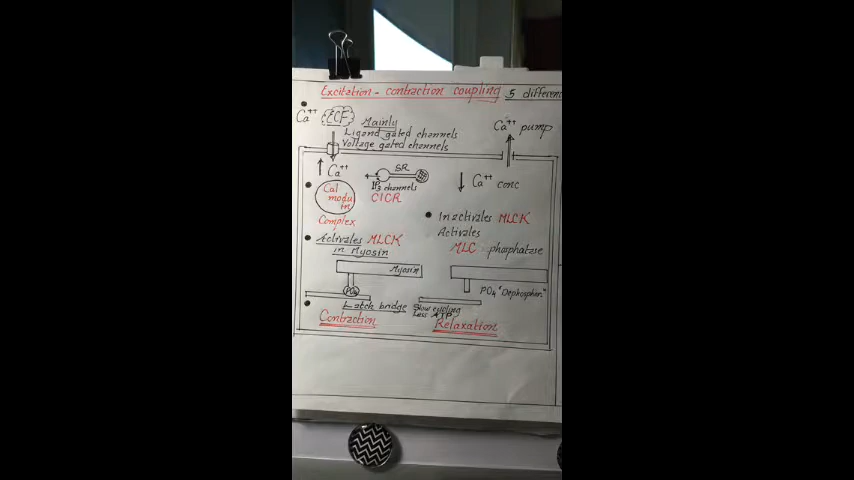 Excitation - contraction coupling 5 differen
Ca++ ECF
Mainly
Ligand gated channels
Voltage gated channels
Ca++ pump
↑ Ca++
SR
IP3 channels
CICR
↓ Ca++ conc
Cal
modu
lin
Complex
Activates MLCK
in Myosin
Inactivates MLCK
Activates
MLC phosphatase
Myosin
PO4
PO4 "Dephosphor."
Latch bridge
Slow cycling
Less ATP
Contraction
Relaxation